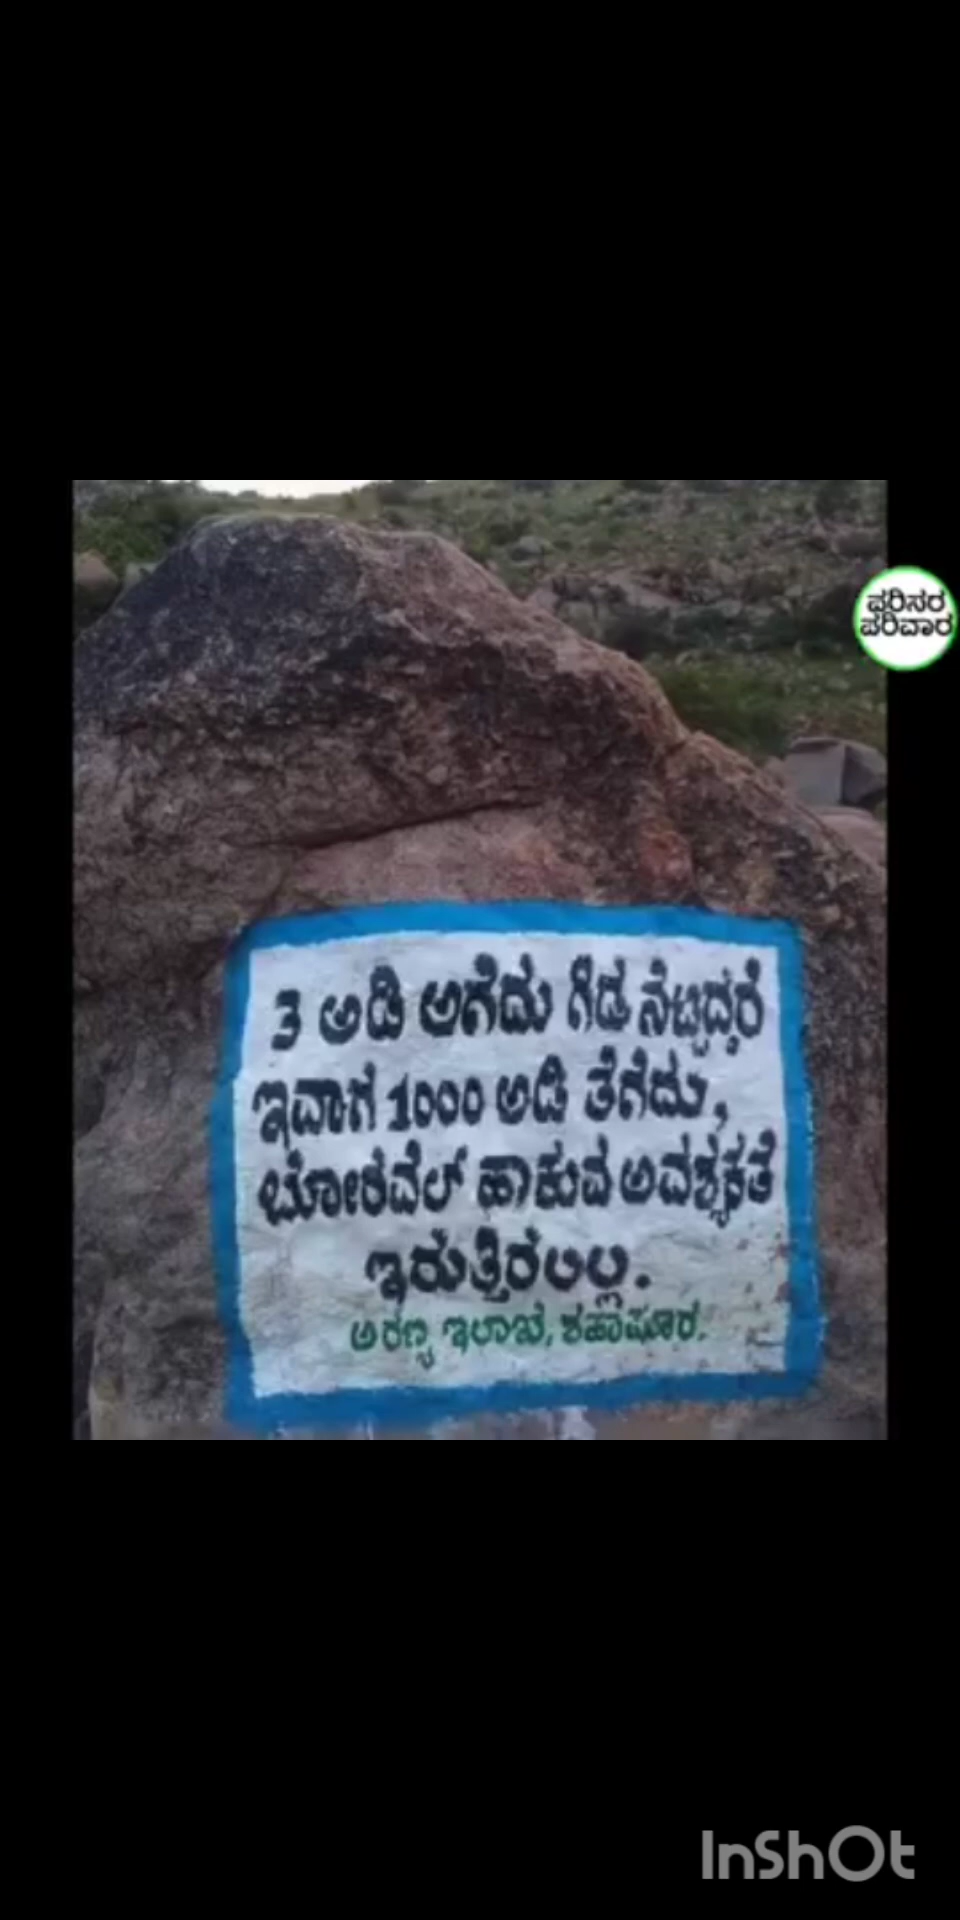 ಪರಿಸರ
ಪರಿವಾರ
3 ಅಡಿ ಅಗೆದು ಗಿಡ ನೆಟ್ಟಿದ್ದರೆ
ಇವಾಗ 1000 ಅಡಿ ತೆಗೆದು,
ಬೋರವೆಲ್ ಹಾಕುವ ಅವಶ್ಯಕತೆ
ಇರುತ್ತಿರಲಿಲ್ಲ.
ಅರಣ್ಯ ಇಲಾಖೆ, ಶಹಾಪೂರ.
InShOt